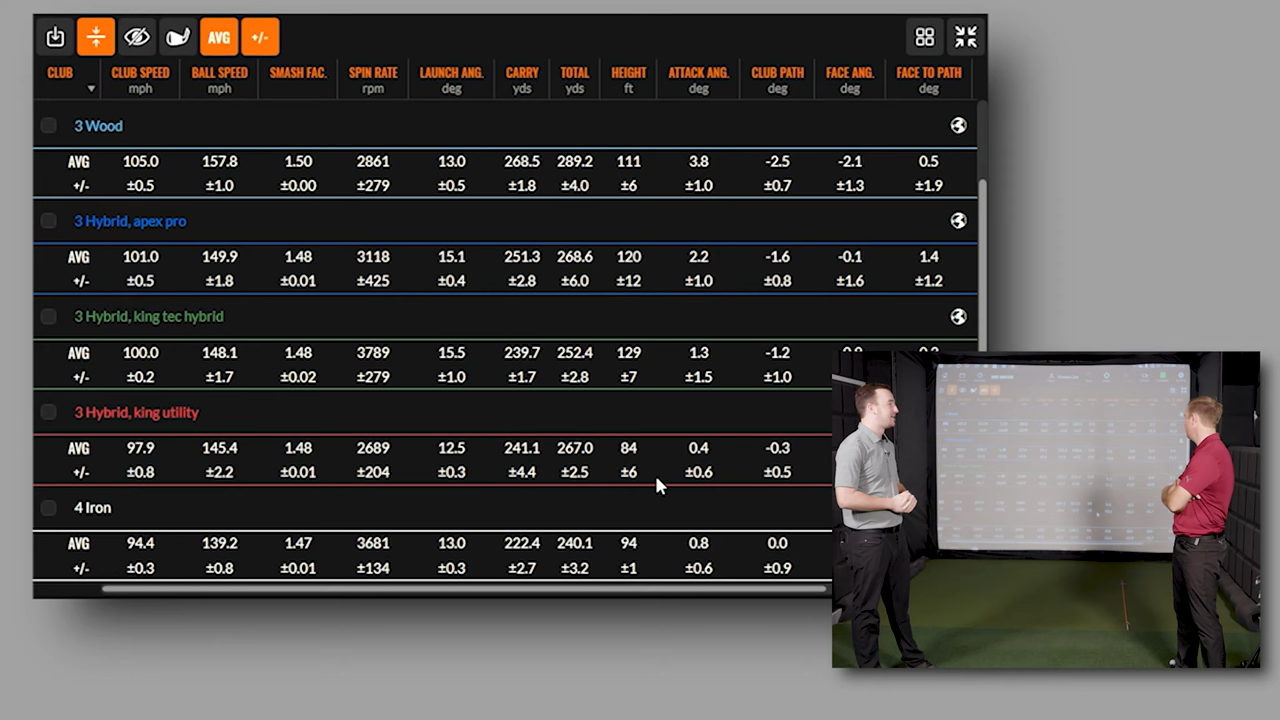 AVG +/-
CLUB CLUB SPEED BALL SPEED SMASH FAC. SPIN RATE LAUNCH ANG. CARRY TOTAL HEIGHT ATTACK ANG. CLUB PATH FACE ANG. FACE TO PATH
mph mph rpm deg yds yds ft deg deg deg deg
3 Wood
AVG 105.0 157.8 1.50 2861 13.0 268.5 289.2 111 3.8 -2.5 -2.1 0.5
+/- ±0.5 ±1.0 ±0.00 ±279 ±0.5 ±1.8 ±4.0 ±6 ±1.0 ±0.7 ±1.3 ±1.9
3 Hybrid, apex pro
AVG 101.0 149.9 1.48 3118 15.1 251.3 268.6 120 2.2 -1.6 -0.1 1.4
+/- ±0.5 ±1.8 ±0.01 ±425 ±0.4 ±2.8 ±6.0 ±12 ±1.0 ±0.8 ±1.6 ±1.2
3 Hybrid, king tec hybrid
AVG 100.0 148.1 1.48 3789 15.5 239.7 252.4 129 1.3 -1.2
+/- ±0.2 ±1.7 ±0.02 ±279 ±1.0 ±1.7 ±2.8 ±7 ±1.5 ±1.0
3 Hybrid, king utility
AVG 97.9 145.4 1.48 2689 12.5 241.1 267.0 84 0.4 -0.3
+/- ±0.8 ±2.2 ±0.01 ±204 ±0.3 ±4.4 ±2.5 ±6 ±0.6 ±0.5
4 Iron
AVG 94.4 139.2 1.47 3681 13.0 222.4 240.1 94 0.8 0.0
+/- ±0.3 ±0.8 ±0.01 ±134 ±0.3 ±2.7 ±3.2 ±1 ±0.6 ±0.9